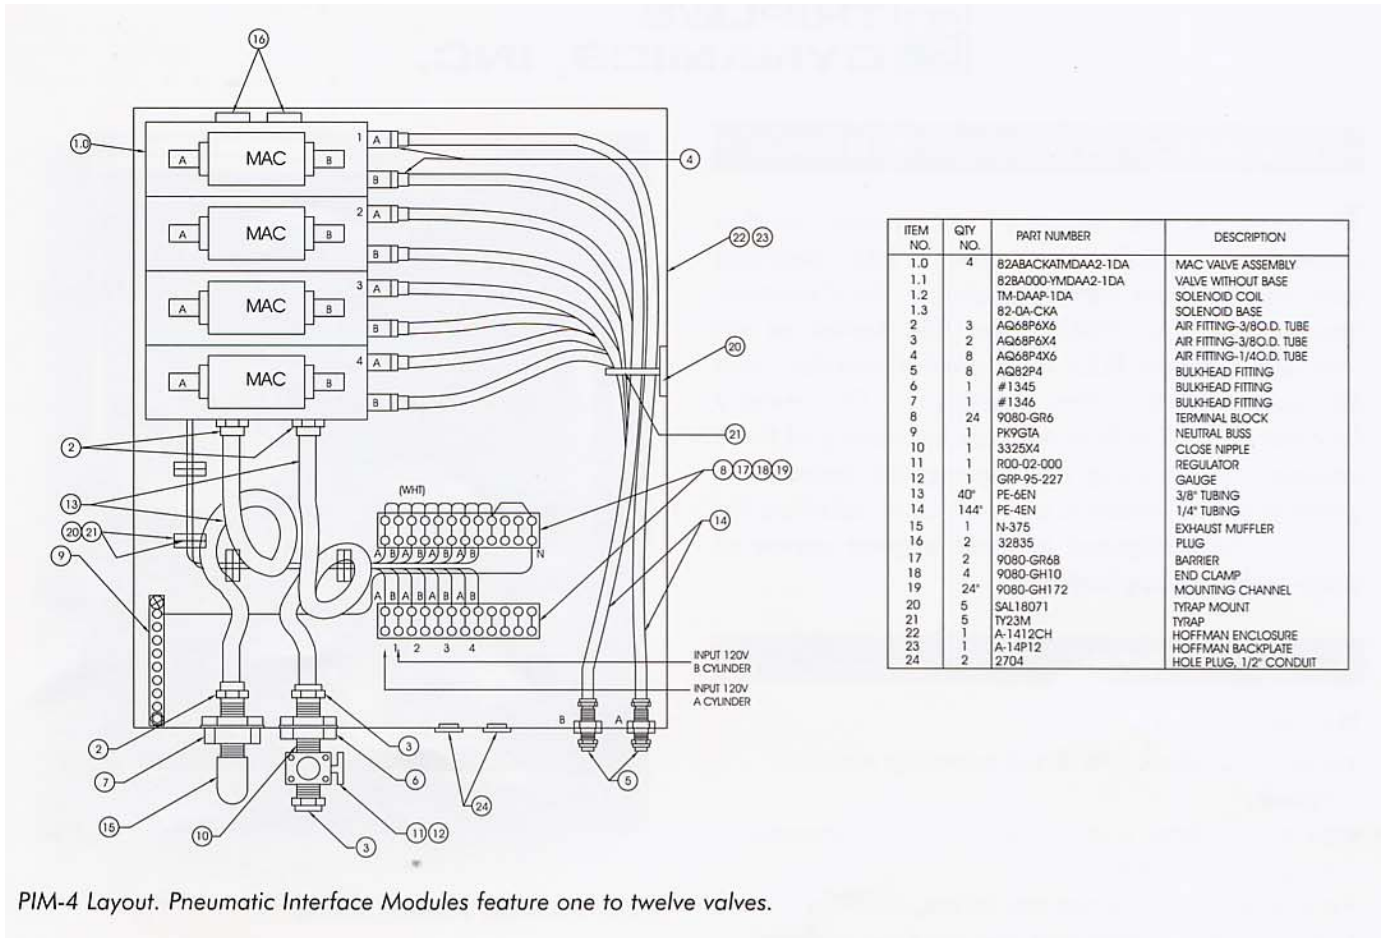 16
1.0
1
A
MAC
B
A
B
4
2
A
MAC
B
A
B
22 23
3
A
MAC
B
A
B
20
4
A
MAC
B
A
B
21
2
8 17 18 19
(WHT)
13
14
20 21
9
A B A B A B A B N
A B A B A B A B
1 2 3 4
INPUT 120V
B CYLINDER
INPUT 120V
A CYLINDER
B A
2
3
7
6
5
24
15
10
11 12
3
ITEM NO. QTY NO. PART NUMBER DESCRIPTION
1.0 4 82ABACKATMDAA2-1DA MAC VALVE ASSEMBLY
1.1 82BA000-YMDAA2-1DA VALVE WITHOUT BASE
1.2 TM-DAAP-1DA SOLENOID COIL
1.3 82-0A-CKA SOLENOID BASE
2 3 AQ68P6X6 AIR FITTING-3/8O.D. TUBE
3 2 AQ68P6X4 AIR FITTING-3/8O.D. TUBE
4 8 AQ68P4X6 AIR FITTING-1/4O.D. TUBE
5 8 AQ82P4 BULKHEAD FITTING
6 1 #1345 BULKHEAD FITTING
7 1 #1346 BULKHEAD FITTING
8 24 9080-GR6 TERMINAL BLOCK
9 1 PK9GTA NEUTRAL BUSS
10 1 3325X4 CLOSE NIPPLE
11 1 R00-02-000 REGULATOR
12 1 GRP-95-227 GAUGE
13 40" PE-6EN 3/8" TUBING
14 144" PE-4EN 1/4" TUBING
15 1 N-375 EXHAUST MUFFLER
16 2 32835 PLUG
17 2 9080-GR68 BARRIER
18 4 9080-GH10 END CLAMP
19 24" 9080-GH172 MOUNTING CHANNEL
20 5 SAL18071 TYRAP MOUNT
21 5 TY23M TYRAP
22 1 A-1412CH HOFFMAN ENCLOSURE
23 1 A-14P12 HOFFMAN BACKPLATE
24 2 2704 HOLE PLUG, 1/2" CONDUIT
PIM-4 Layout. Pneumatic Interface Modules feature one to twelve valves.